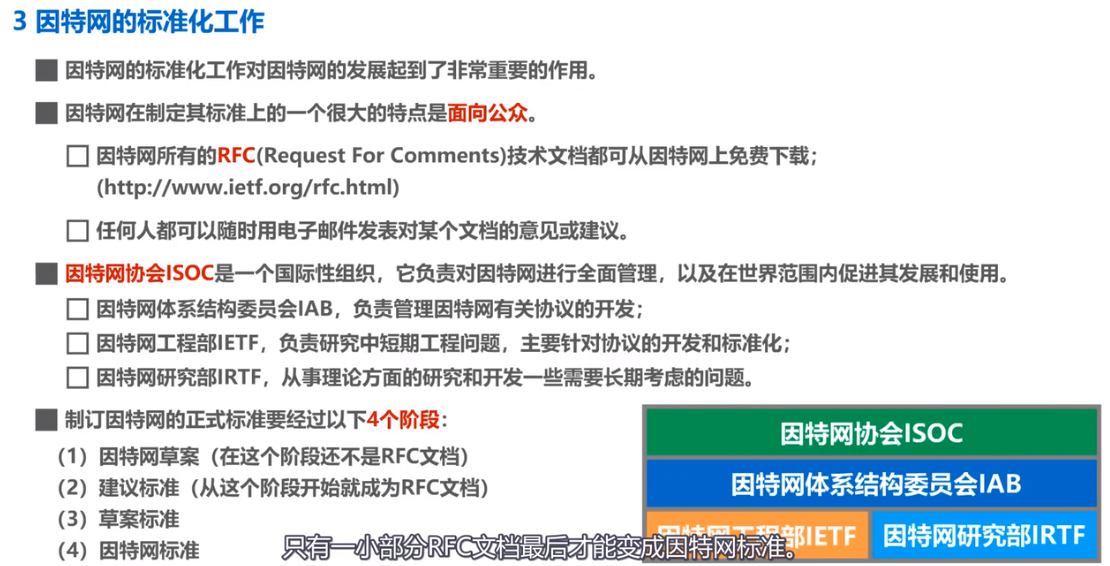 3 因特网的标准化工作
因特网的标准化工作对因特网的发展起到了非常重要的作用。
因特网在制定其标准上的一个很大的特点是面向公众。
因特网所有的RFC(Request For Comments)技术文档都可从因特网上免费下载；
(http://www.ietf.org/rfc.html)
任何人都可以随时用电子邮件发表对某个文档的意见或建议。
因特网协会ISOC是一个国际性组织，它负责对因特网进行全面管理，以及在世界范围内促进其发展和使用。
因特网体系结构委员会IAB，负责管理因特网有关协议的开发；
因特网工程部IETF，负责研究中短期工程问题，主要针对协议的开发和标准化；
因特网研究部IRTF，从事理论方面的研究和开发一些需要长期考虑的问题。
制订因特网的正式标准要经过以下4个阶段：
（1）因特网草案（在这个阶段还不是RFC文档）
（2）建议标准（从这个阶段开始就成为RFC文档）
（3）草案标准
（4）因特网标准
因特网协会ISOC
因特网体系结构委员会IAB
因特网工程部IETF
因特网研究部IRTF
只有一小部分RFC文档最后才能变成因特网标准。